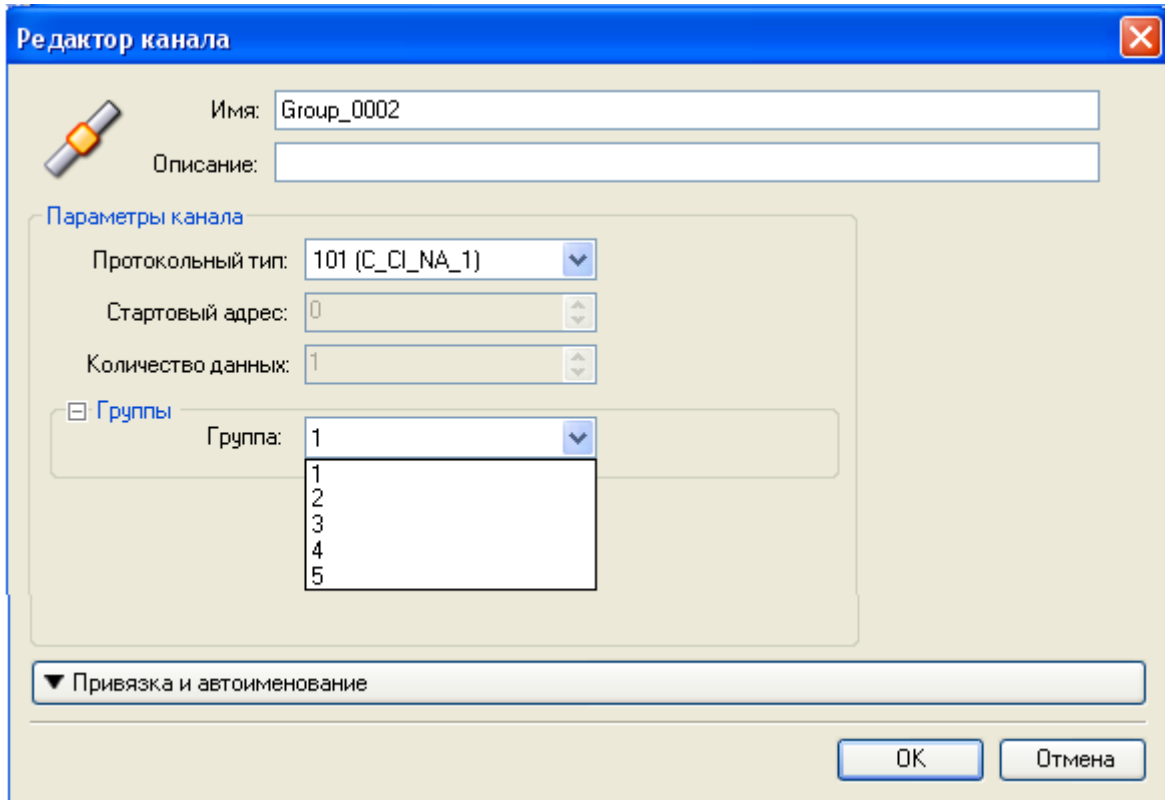 Редактор канала
Имя: Group_0002
Описание:
Параметры канала
Протокольный тип: 101 (C_CI_NA_1)
Стартовый адрес: 0
Количество данных: 1
Группы
Группа: 1
1
2
3
4
5
Привязка и автоименование
OK Отмена